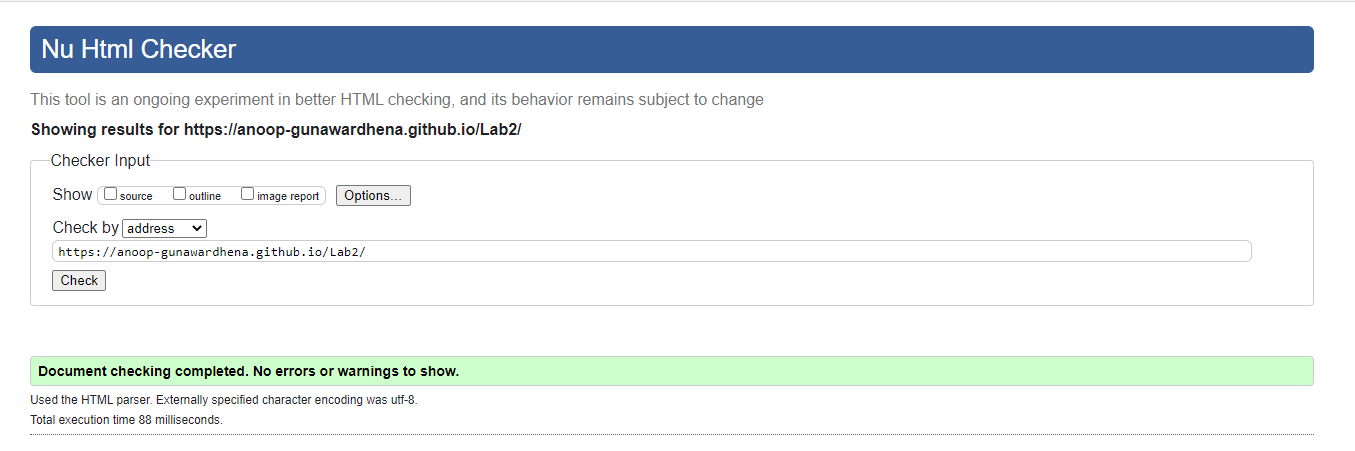 Nu Html Checker
This tool is an ongoing experiment in better HTML checking, and its behavior remains subject to change
Showing results for https://anoop-gunawardhena.github.io/Lab2/
Checker Input
Show source outline image report Options...
Check by address
https://anoop-gunawardhena.github.io/Lab2/
Check
Document checking completed. No errors or warnings to show.
Used the HTML parser. Externally specified character encoding was utf-8.
Total execution time 88 milliseconds.